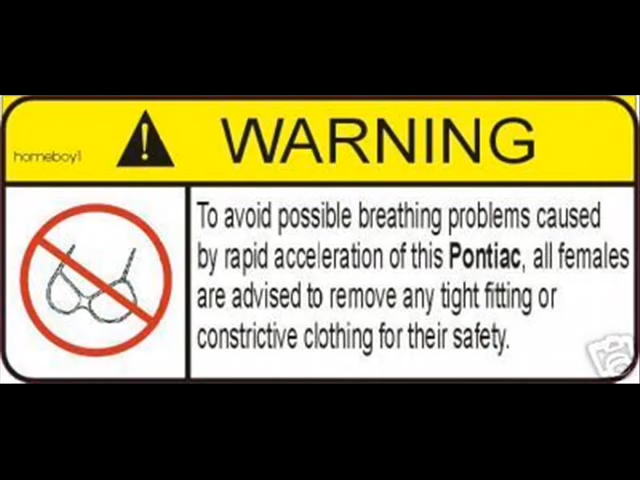 homeboy1
WARNING
To avoid possible breathing problems caused
by rapid acceleration of this Pontiac, all females
are advised to remove any tight fitting or
constrictive clothing for their safety.